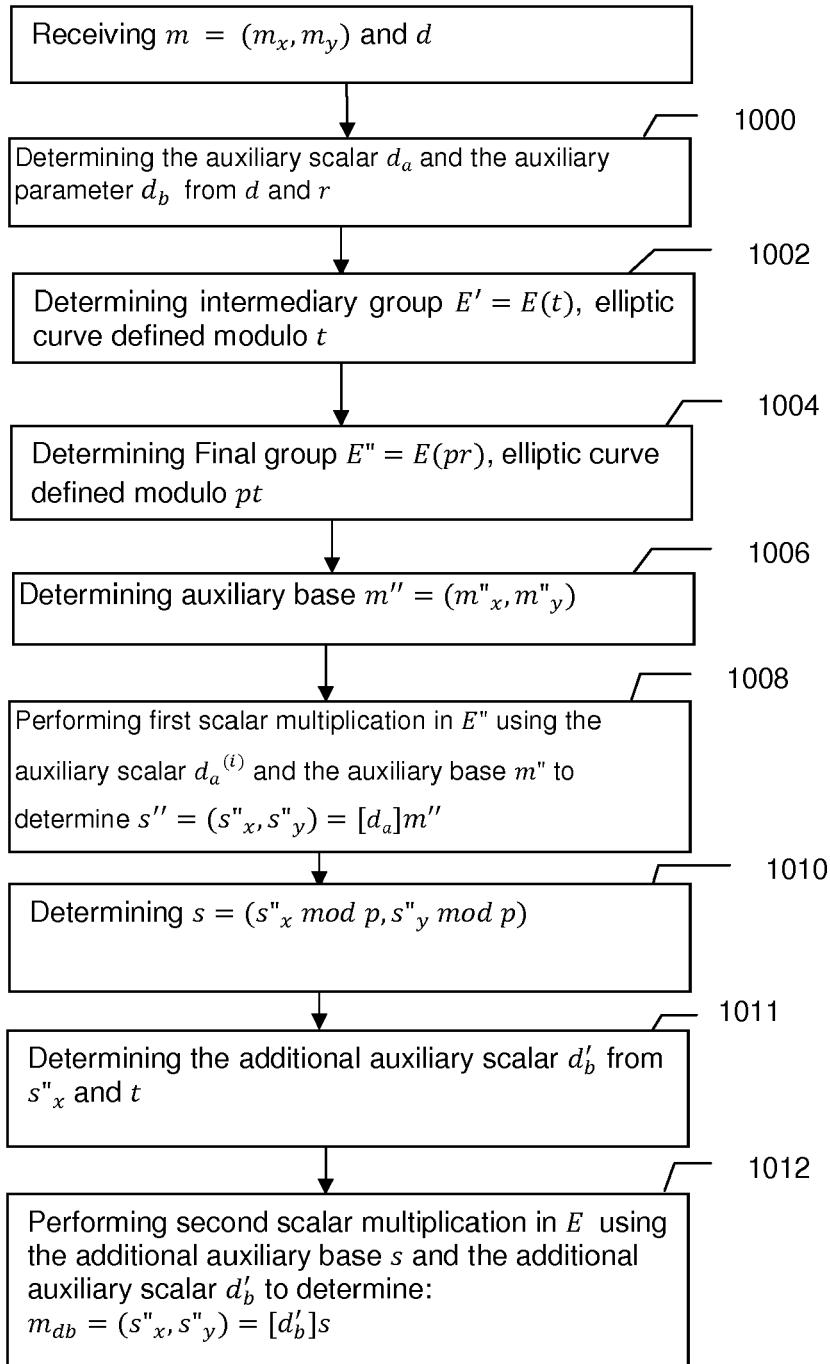 Receiving m = (m_x, m_y) and d
1000
Determining the auxiliary scalar d_a and the auxiliary
parameter d_b from d and r
1002
Determining intermediary group E′ = E(t), elliptic
curve defined modulo t
1004
Determining Final group E" = E(pr), elliptic curve
defined modulo pt
1006
Determining auxiliary base m′′ = (m"_x, m"_y)
1008
Performing first scalar multiplication in E" using the
auxiliary scalar d_a^(i) and the auxiliary base m" to
determine s′′ = (s"_x, s"_y) = [d_a]m′′
1010
Determining s = (s"_x mod p, s"_y mod p)
1011
Determining the additional auxiliary scalar d′_b from
s"_x and t
1012
Performing second scalar multiplication in E using
the additional auxiliary base s and the additional
auxiliary scalar d′_b to determine:
m_db = (s"_x, s"_y) = [d′_b]s